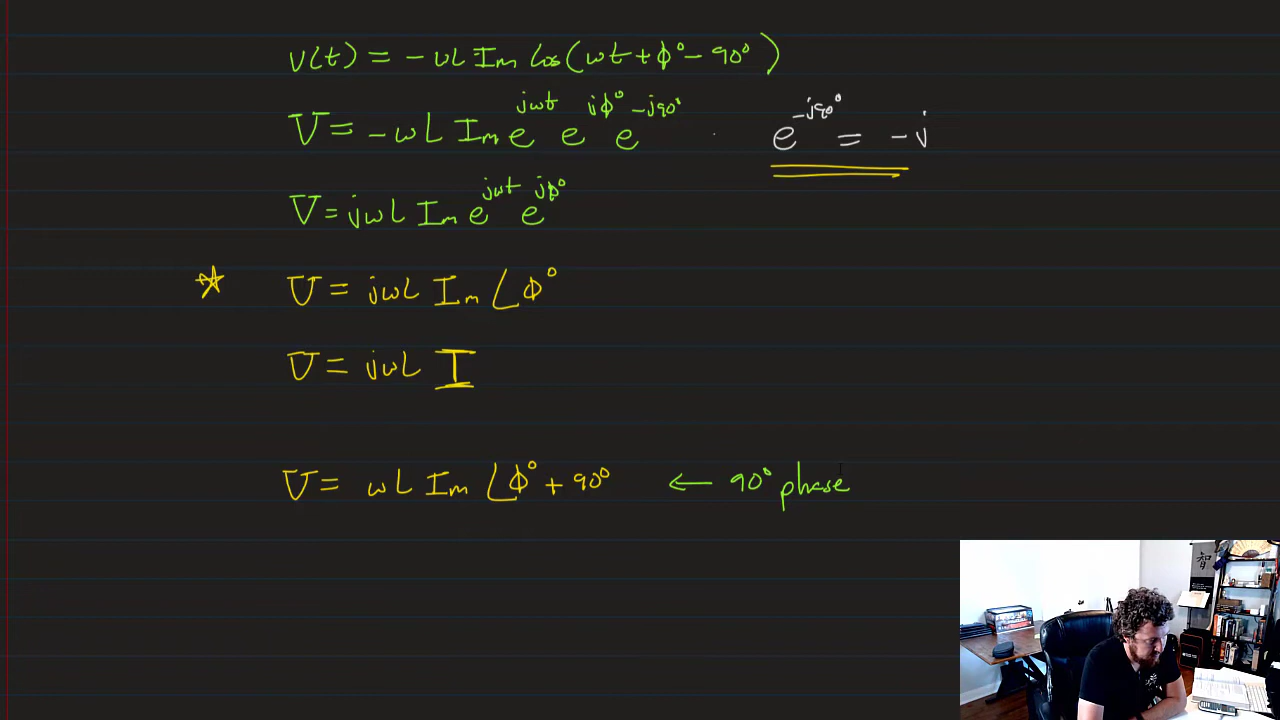 v(t) = -ωL Im Cos(ωt + φ° - 90°)
V = -ωL Im e^jωt e^jφ° e^-j90°
e^-j90° = -j
V = jωL Im e^jωt e^jφ°
☆ V = jωL Im ∠φ°
V = jωL I
V = ωL Im ∠φ° + 90° ← 90° phase
智